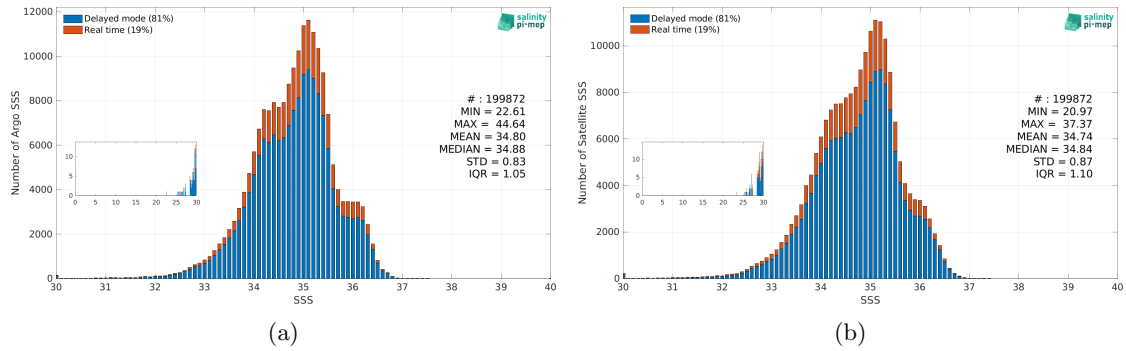 Delayed mode (81%)
Real time (19%)
salinity
pi-mep
12000
10000
8000
6000
4000
2000
0
Number of Argo SSS
# : 199872
MIN = 22.61
MAX = 44.64
MEAN = 34.80
MEDIAN = 34.88
STD = 0.83
IQR = 1.05
10
5
0
0 5 10 15 20 25 30
30 31 32 33 34 35 36 37 38 39 40
SSS
(a)
Delayed mode (81%)
Real time (19%)
salinity
pi-mep
10000
8000
6000
4000
2000
0
Number of Satellite SSS
# : 199872
MIN = 20.97
MAX = 37.37
MEAN = 34.74
MEDIAN = 34.84
STD = 0.87
IQR = 1.10
10
5
0
0 5 10 15 20 25 30
30 31 32 33 34 35 36 37 38 39 40
SSS
(b)